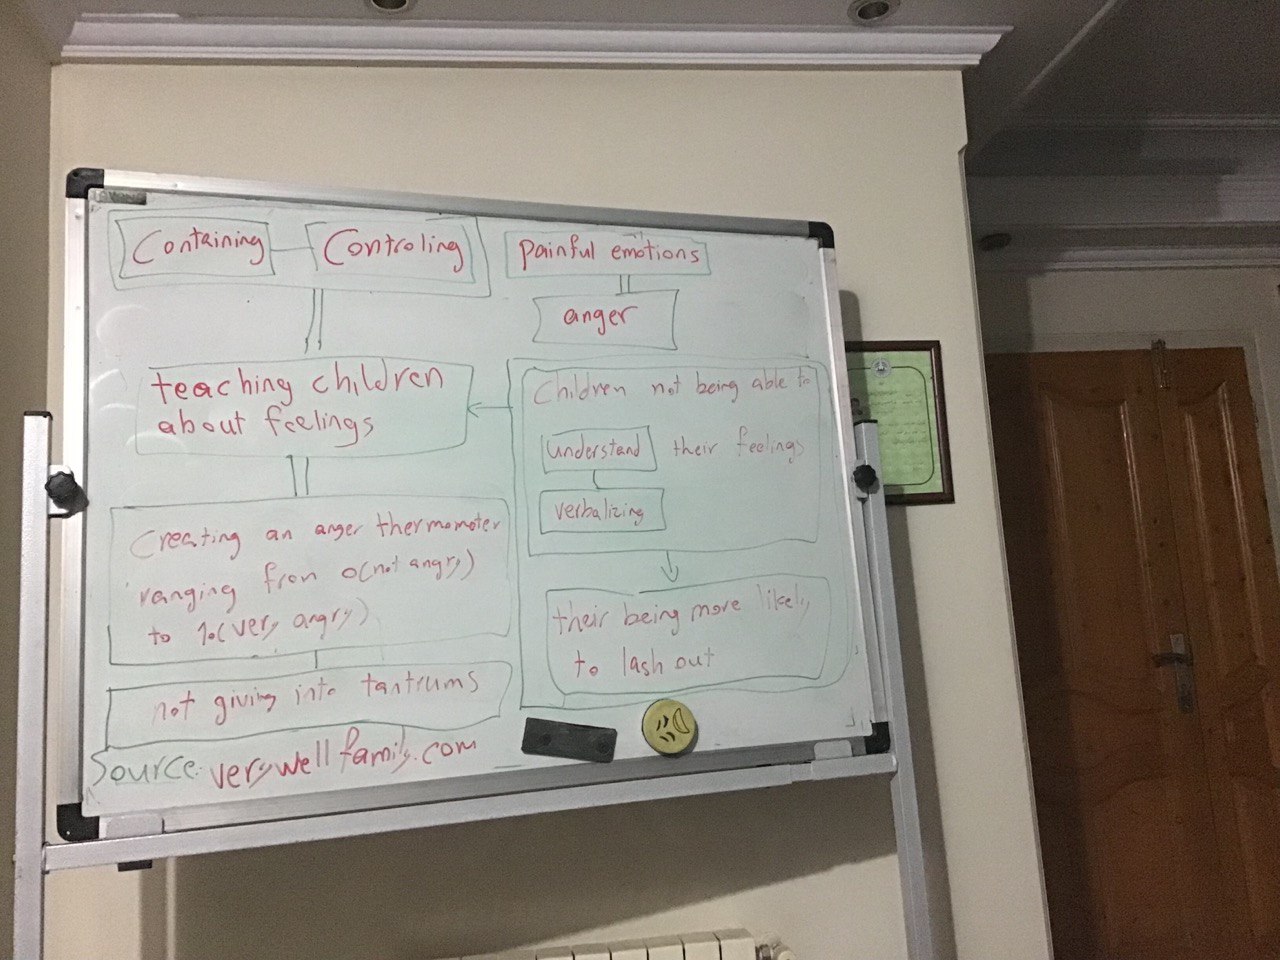 Containing
Controling
teaching children
about feelings
Creating an anger thermometer
ranging from 0(not angry)
to 10(very angry)
not giving into tantrums
Source: verywellfamily.com
Painful emotions
anger
Children not being able to
understand their feelings
verbalizing
their being more likely
to lash out